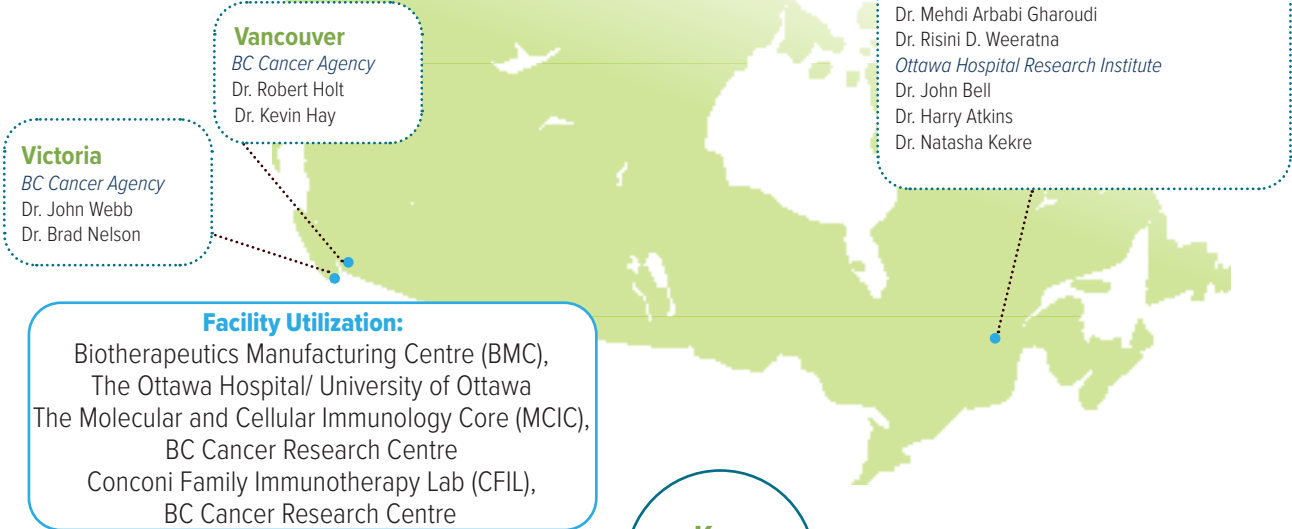 Vancouver
BC Cancer Agency
Dr. Robert Holt
Dr. Kevin Hay
Victoria
BC Cancer Agency
Dr. John Webb
Dr. Brad Nelson
Dr. Mehdi Arbabi Gharoudi
Dr. Risini D. Weeratna
Ottawa Hospital Research Institute
Dr. John Bell
Dr. Harry Atkins
Dr. Natasha Kekre
Facility Utilization:
Biotherapeutics Manufacturing Centre (BMC),
The Ottawa Hospital/ University of Ottawa
The Molecular and Cellular Immunology Core (MCIC),
BC Cancer Research Centre
Conconi Family Immunotherapy Lab (CFIL),
BC Cancer Research Centre